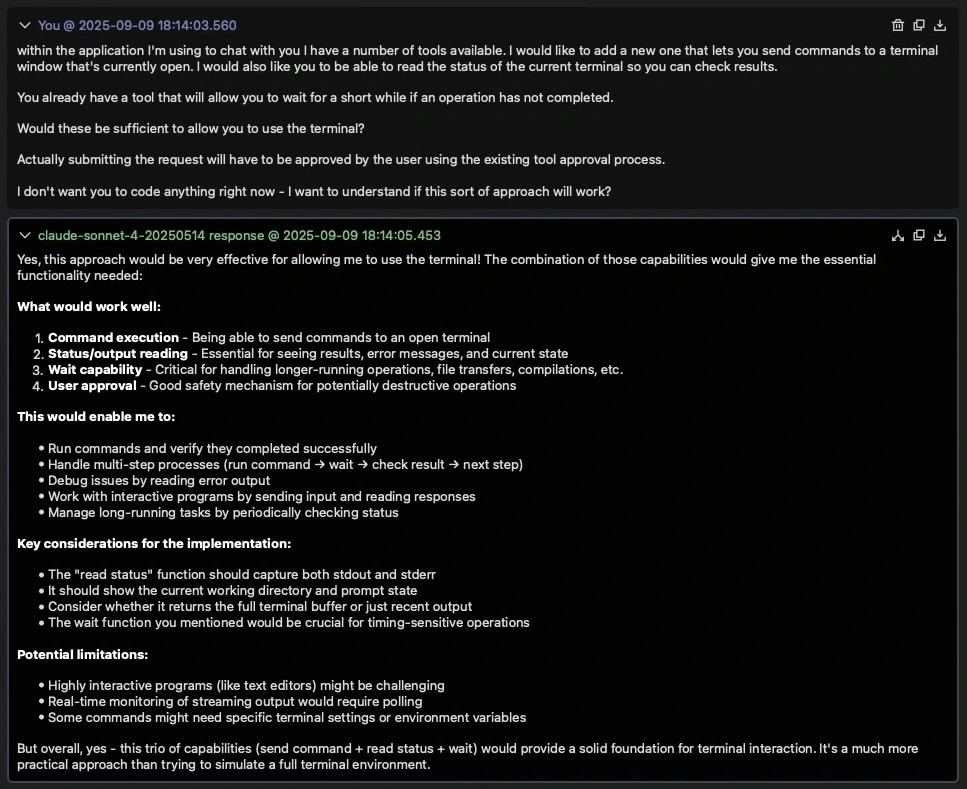 You @ 2025-09-09 18:14:03.560
within the application I'm using to chat with you I have a number of tools available. I would like to add a new one that lets you send commands to a terminal
window that's currently open. I would also like you to be able to read the status of the current terminal so you can check results.
You already have a tool that will allow you to wait for a short while if an operation has not completed.
Would these be sufficient to allow you to use the terminal?
Actually submitting the request will have to be approved by the user using the existing tool approval process.
I don't want you to code anything right now - I want to understand if this sort of approach will work?
claude-sonnet-4-20250514 response @ 2025-09-09 18:14:05.453
Yes, this approach would be very effective for allowing me to use the terminal! The combination of those capabilities would give me the essential
functionality needed:
What would work well:
1. Command execution - Being able to send commands to an open terminal
2. Status/output reading - Essential for seeing results, error messages, and current state
3. Wait capability - Critical for handling longer-running operations, file transfers, compilations, etc.
4. User approval - Good safety mechanism for potentially destructive operations
This would enable me to:
• Run commands and verify they completed successfully
• Handle multi-step processes (run command → wait → check result → next step)
• Debug issues by reading error output
• Work with interactive programs by sending input and reading responses
• Manage long-running tasks by periodically checking status
Key considerations for the implementation:
• The "read status" function should capture both stdout and stderr
• It should show the current working directory and prompt state
• Consider whether it returns the full terminal buffer or just recent output
• The wait function you mentioned would be crucial for timing-sensitive operations
Potential limitations:
• Highly interactive programs (like text editors) might be challenging
• Real-time monitoring of streaming output would require polling
• Some commands might need specific terminal settings or environment variables
But overall, yes - this trio of capabilities (send command + read status + wait) would provide a solid foundation for terminal interaction. It's a much more
practical approach than trying to simulate a full terminal environment.